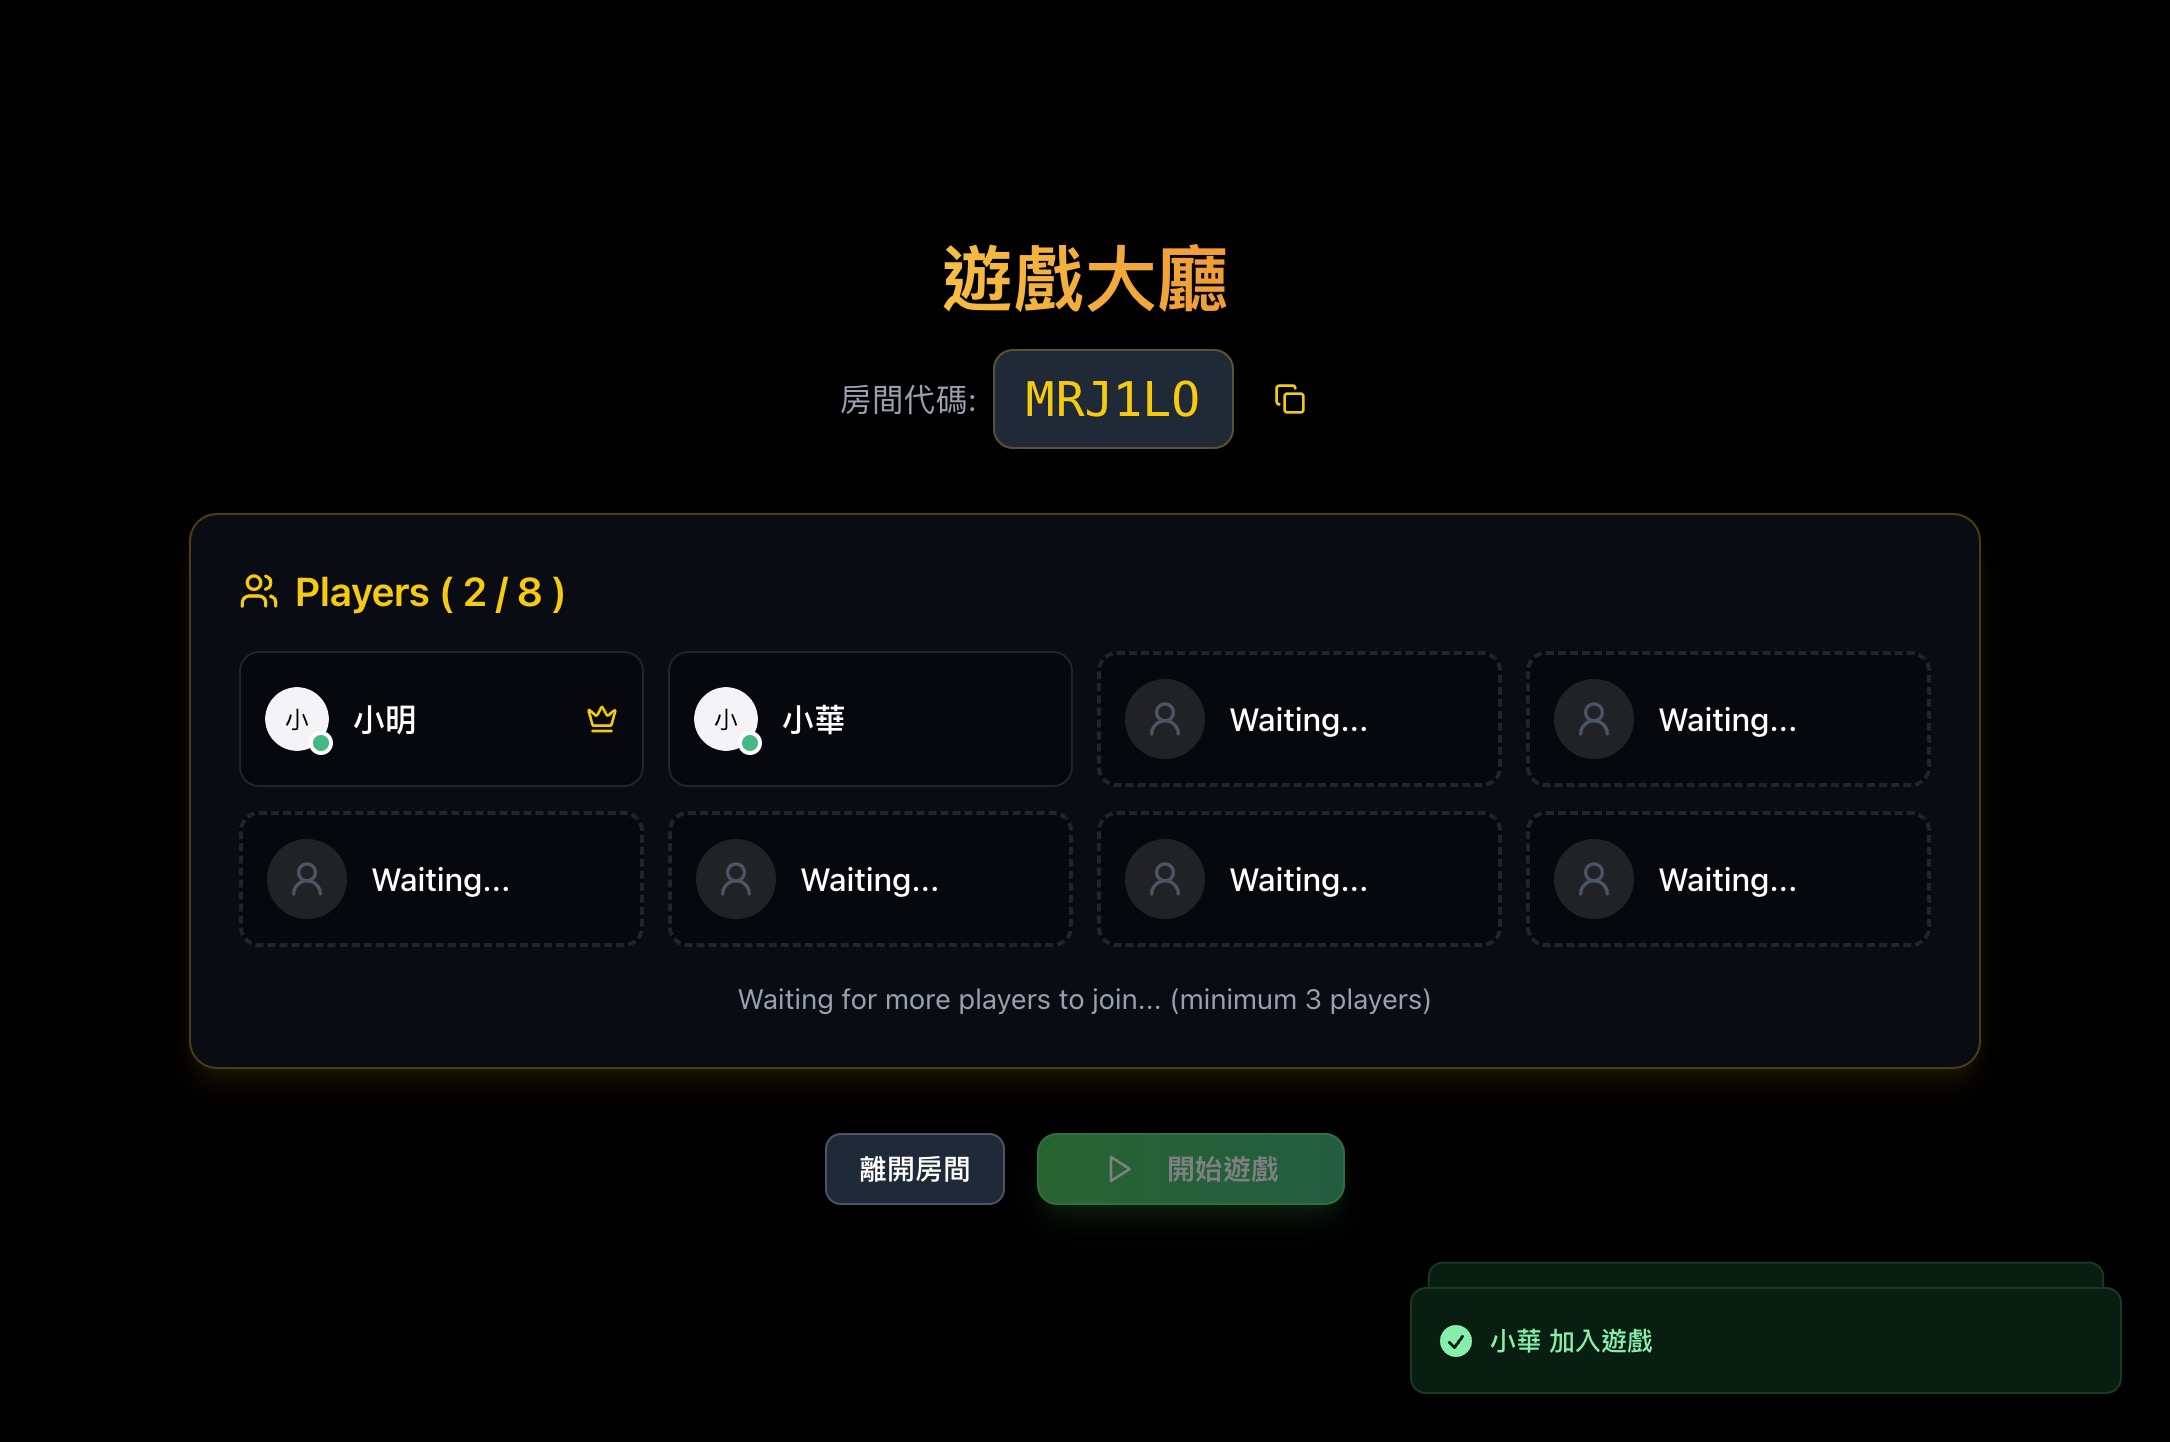 遊戲大廳
房間代碼: MRJ1LO
Players ( 2 / 8 )
小 小明
小 小華
Waiting...
Waiting...
Waiting...
Waiting...
Waiting...
Waiting...
Waiting for more players to join... (minimum 3 players)
離開房間
開始遊戲
小華 加入遊戲